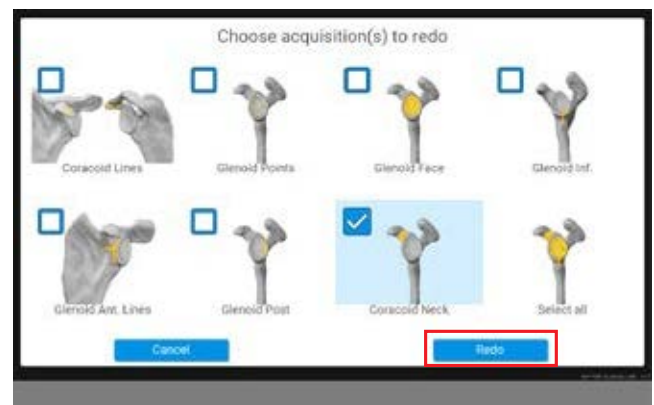 Choose acquisition(s) to redo
Coracoid Lines
Glenoid Points
Glenoid Face
Glenoid Inf.
Glenoid Ant. Lines
Glenoid Post
Coracoid Neck
Select all
Cancel
Redo